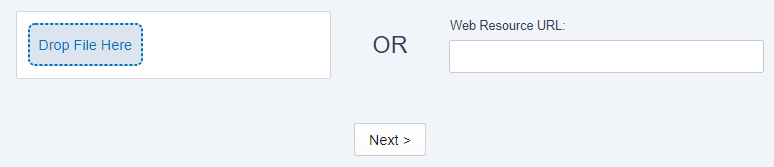 Drop File Here
OR
Web Resource URL:
Next >